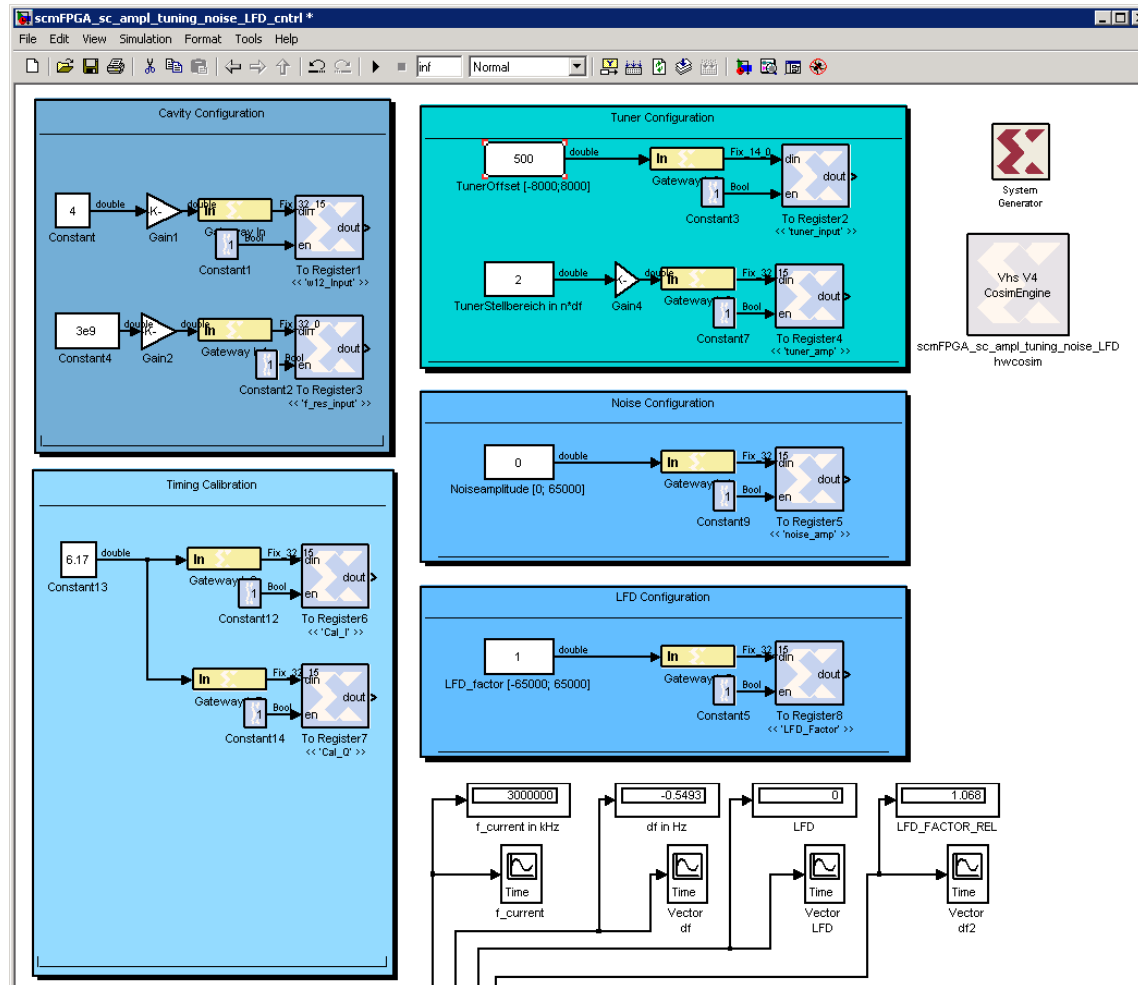 scmFPGA_sc_ampl_tuning_noise_LFD_cntrl *
File Edit View Simulation Format Tools Help
inf Normal
Cavity Configuration
4
double
K-
double
In
Fix_32_15
din
dout
en
Constant
Gain1
1
Bool
Constant1
To Register1
<< 'w12_Input' >>
3e9
double
K-
double
In
Fix_32_0
din
dout
en
Constant4
Gain2
1
Bool
Constant2
To Register3
<< 'f_res_input' >>
Timing Calibration
6.17
double
In
Fix_32_15
din
dout
en
Constant13
1
Bool
Constant12
To Register6
<< 'Cal_I' >>
In
Fix_32_15
din
dout
en
1
Bool
Constant14
To Register7
<< 'Cal_Q' >>
Tuner Configuration
500
double
In
Fix_14_0
din
dout
en
TunerOffset [-8000;8000]
1
Bool
Constant3
To Register2
<< 'tuner_input' >>
2
double
K-
double
In
Fix_32_15
din
dout
en
TunerStellbereich in n*df
Gain4
1
Bool
Constant7
To Register4
<< 'tuner_amp' >>
Noise Configuration
0
double
In
Fix_32_15
din
dout
en
Noiseamplitude [0; 65000]
1
Bool
Constant9
To Register5
<< 'noise_amp' >>
LFD Configuration
1
double
In
Fix_32_15
din
dout
en
LFD_factor [-65000; 65000]
1
Bool
Constant5
To Register8
<< 'LFD_Factor' >>
System
Generator
Vhs V4
CosimEngine
scmFPGA_sc_ampl_tuning_noise_LFD
hwcosim
3000000
f_current in kHz
-0.5493
df in Hz
0
LFD
1.068
LFD_FACTOR_REL
Time
f_current
Time
Vector
df
Time
Vector
LFD
Time
Vector
df2